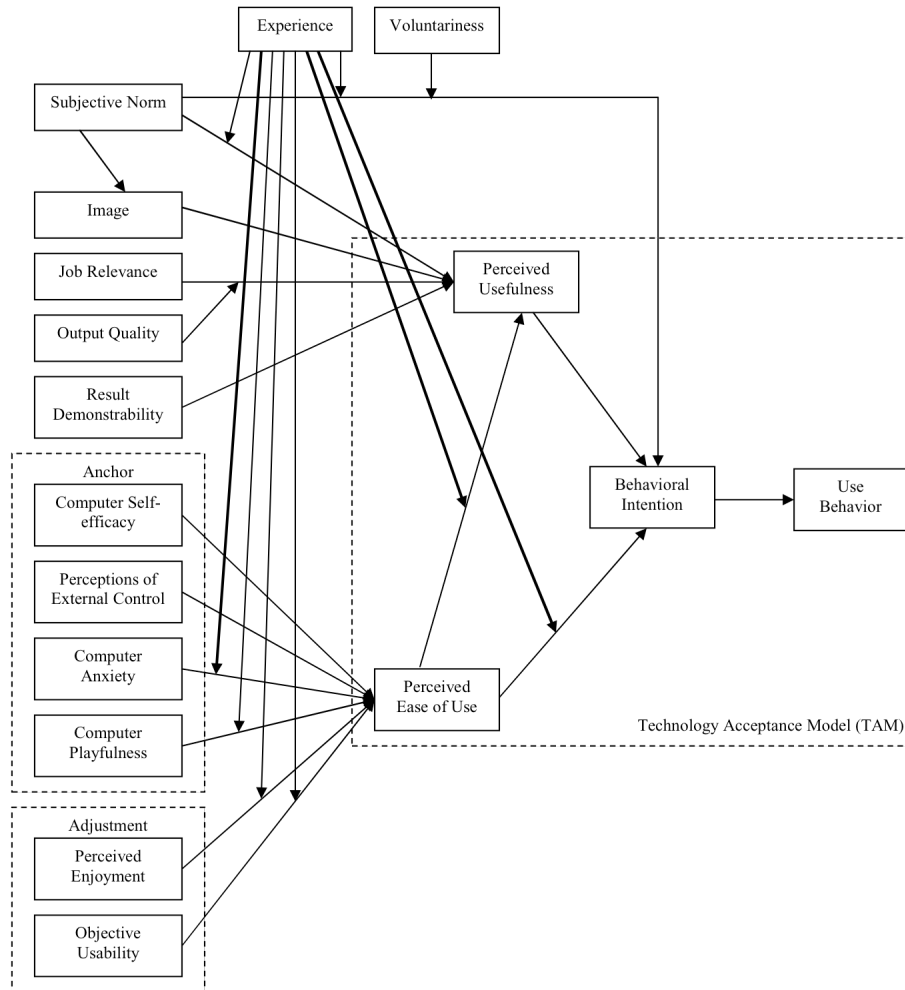 Experience
Voluntariness
Subjective Norm
Image
Job Relevance
Output Quality
Result
Demonstrability
Perceived
Usefulness
Anchor
Computer Self-
efficacy
Perceptions of
External Control
Computer
Anxiety
Computer
Playfulness
Behavioral
Intention
Use
Behavior
Perceived
Ease of Use
Technology Acceptance Model (TAM)
Adjustment
Perceived
Enjoyment
Objective
Usability